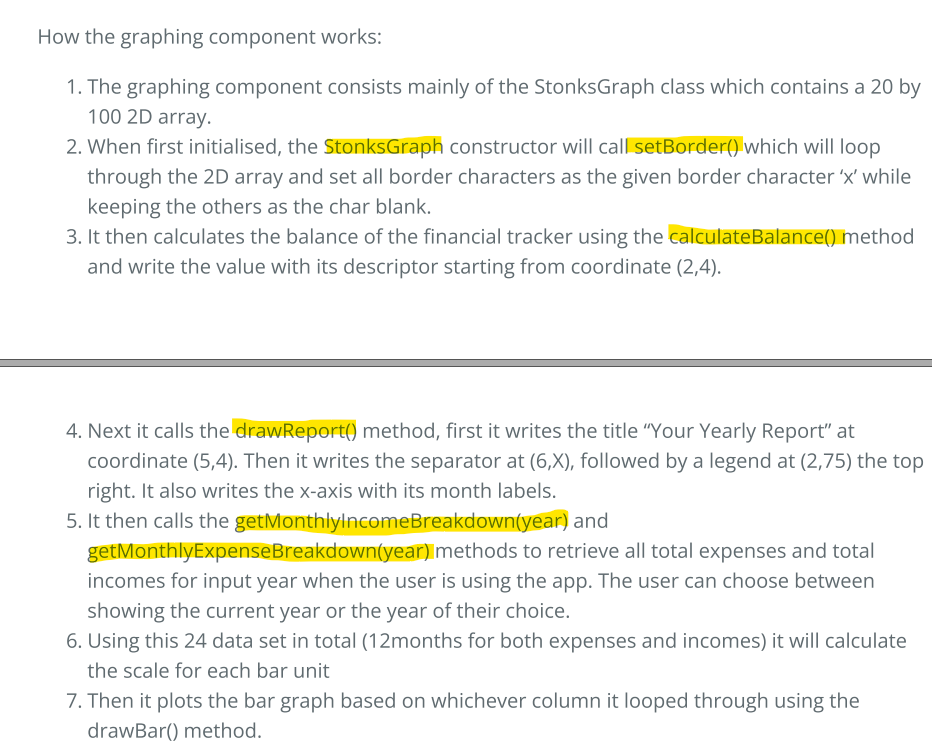 How the graphing component works:
1. The graphing component consists mainly of the StonksGraph class which contains a 20 by
100 2D array.
2. When first initialised, the StonksGraph constructor will call setBorder() which will loop
through the 2D array and set all border characters as the given border character ‘x’ while
keeping the others as the char blank.
3. It then calculates the balance of the financial tracker using the calculateBalance() method
and write the value with its descriptor starting from coordinate (2,4).
4. Next it calls the drawReport() method, first it writes the title “Your Yearly Report” at
coordinate (5,4). Then it writes the separator at (6,X), followed by a legend at (2,75) the top
right. It also writes the x-axis with its month labels.
5. It then calls the getMonthlyIncomeBreakdown(year) and
getMonthlyExpenseBreakdown(year) methods to retrieve all total expenses and total
incomes for input year when the user is using the app. The user can choose between
showing the current year or the year of their choice.
6. Using this 24 data set in total (12months for both expenses and incomes) it will calculate
the scale for each bar unit
7. Then it plots the bar graph based on whichever column it looped through using the
drawBar() method.